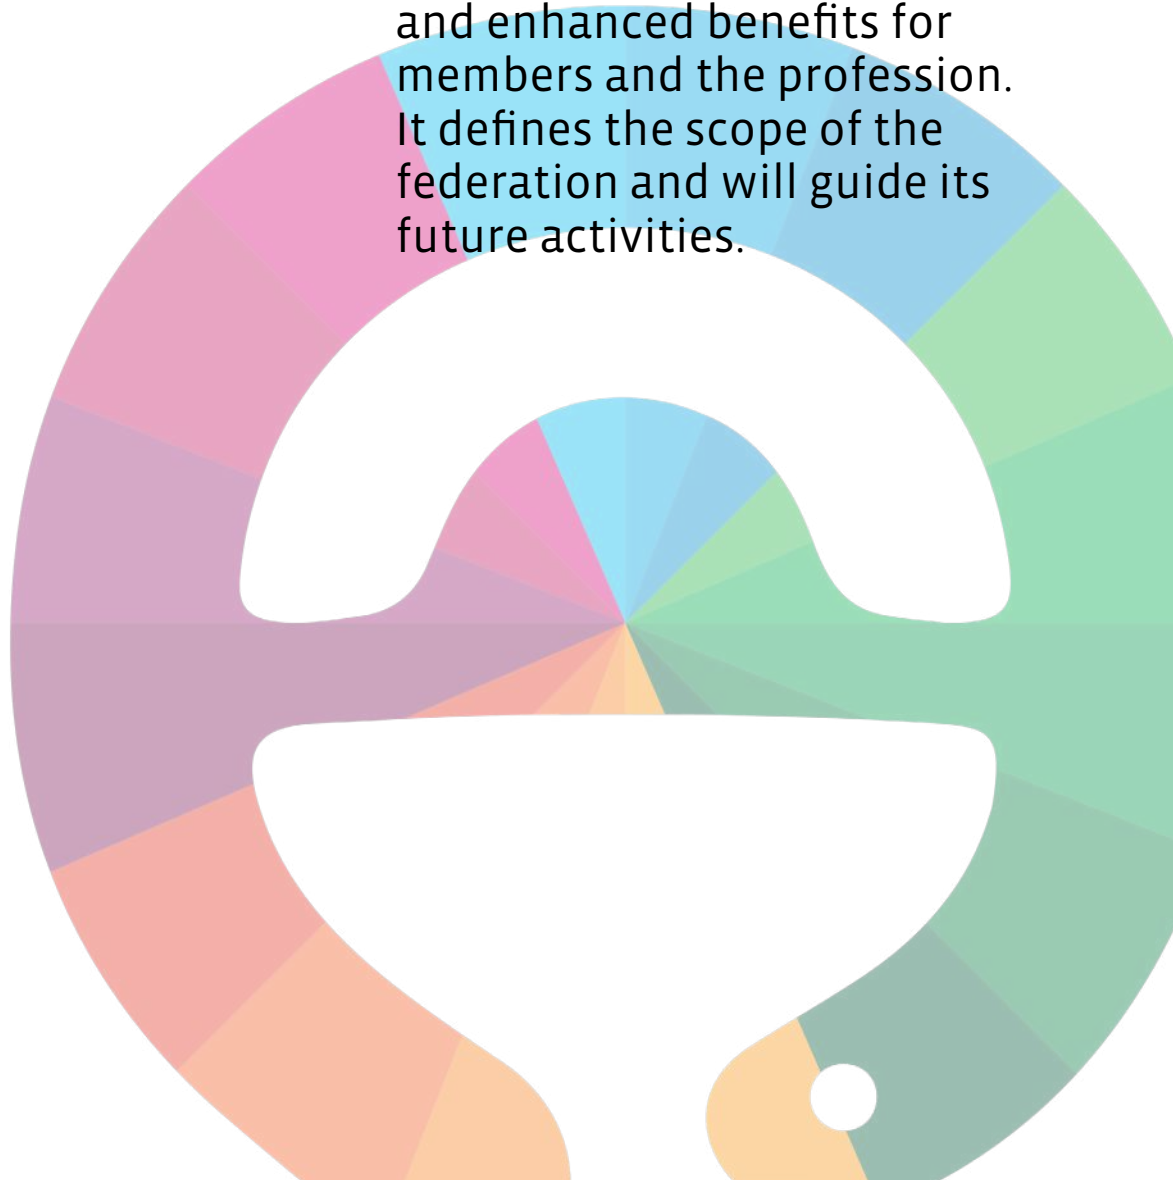 and enhanced benefits for
members and the profession.
It defines the scope of the
federation and will guide its
future activities.